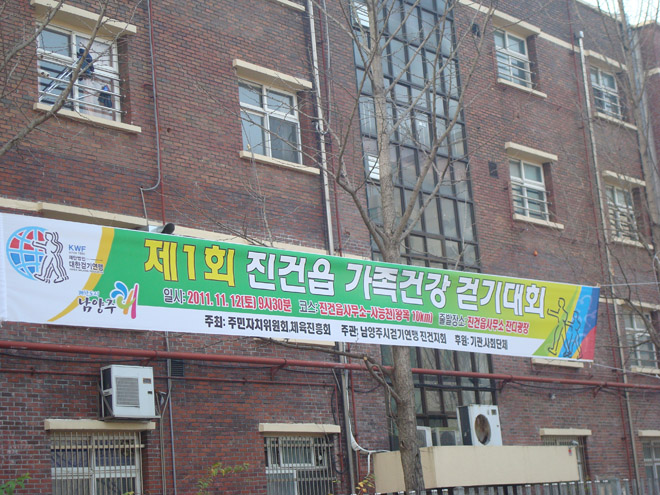 KWF
대한걷기연맹
남양주
제1회 진건읍 가족건강 걷기대회
일시: 2011. 11. 12(토) 9시30분 코스: 진건읍사무소-사능천(왕복 10km) 출발장소: 진건읍사무소 잔디광장
주최: 주민자치위원회,체육진흥회 주관: 남양주시걷기연맹 진건지회 후원: 기관,사회단체